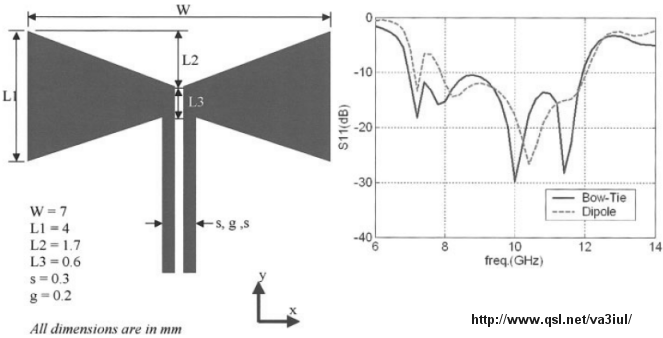 W
L2
L1
L3
s, g ,s
W = 7
L1 = 4
L2 = 1.7
L3 = 0.6
s = 0.3
g = 0.2
All dimensions are in mm
y
x
0
-10
-20
-30
-40
S11(dB)
6
8
10
12
14
freq.(GHz)
Bow-Tie
Dipole
http://www.qsl.net/va3iul/